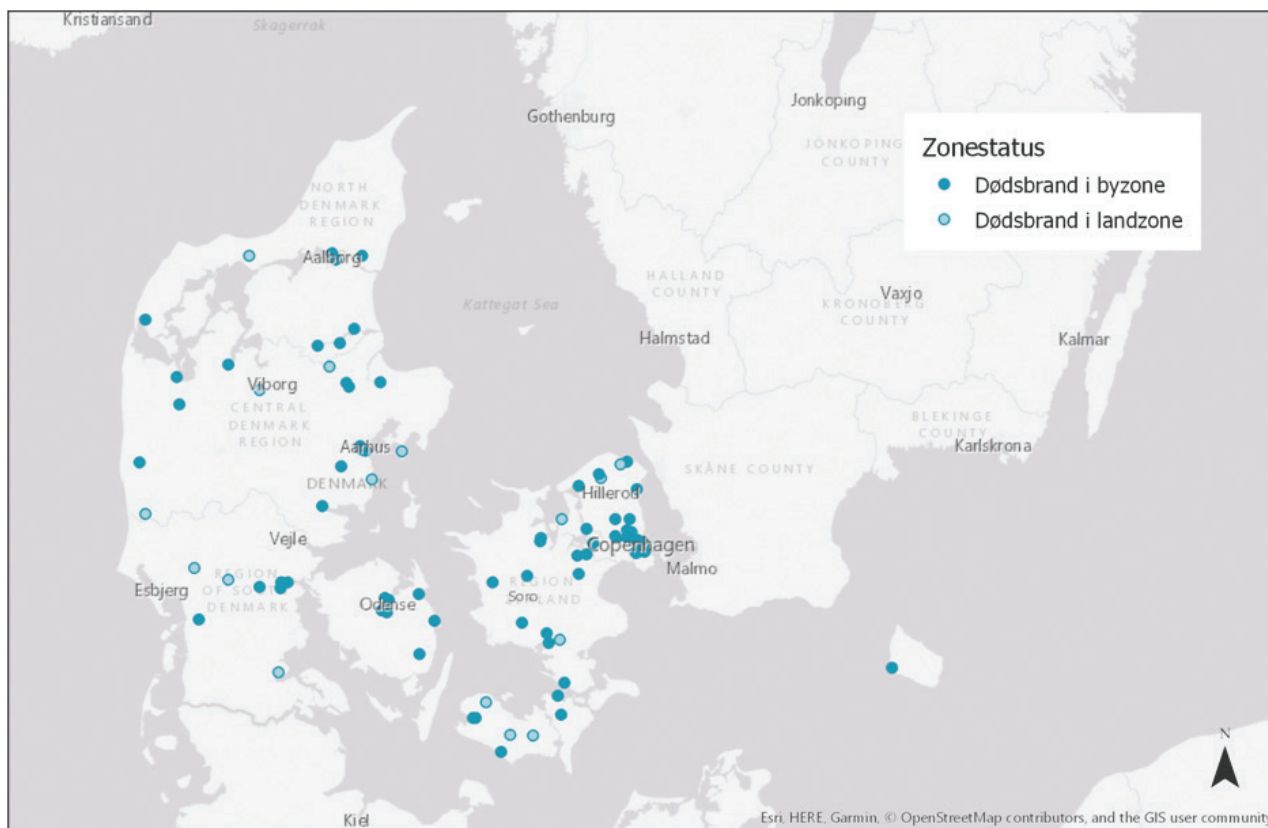 Kristiansand
Skagerrak
Gothenburg
Jonkoping
JÖNKÖPING
COUNTY
Zonestatus
Dødsbrand i byzone
Dødsbrand i landzone
NORTH
DENMARK
REGION
Aalborg
HALLAND
COUNTY
Vaxjo
KRONOBERG
COUNTY
Kattegat Sea
Halmstad
Kalmar
Viborg
CENTRAL
DENMARK
REGION
BLEKINGE
COUNTY
Karlskrona
Aarhus
DENMARK
SKÅNE COUNTY
Hillerod
Vejle
Copenhagen
Malmo
Esbjerg
REGION
OF SOUTH
DENMARK
Odense
REGION
ZEALAND
Soro
Kiel
N
Esri, HERE, Garmin, © OpenStreetMap contributors, and the GIS user community